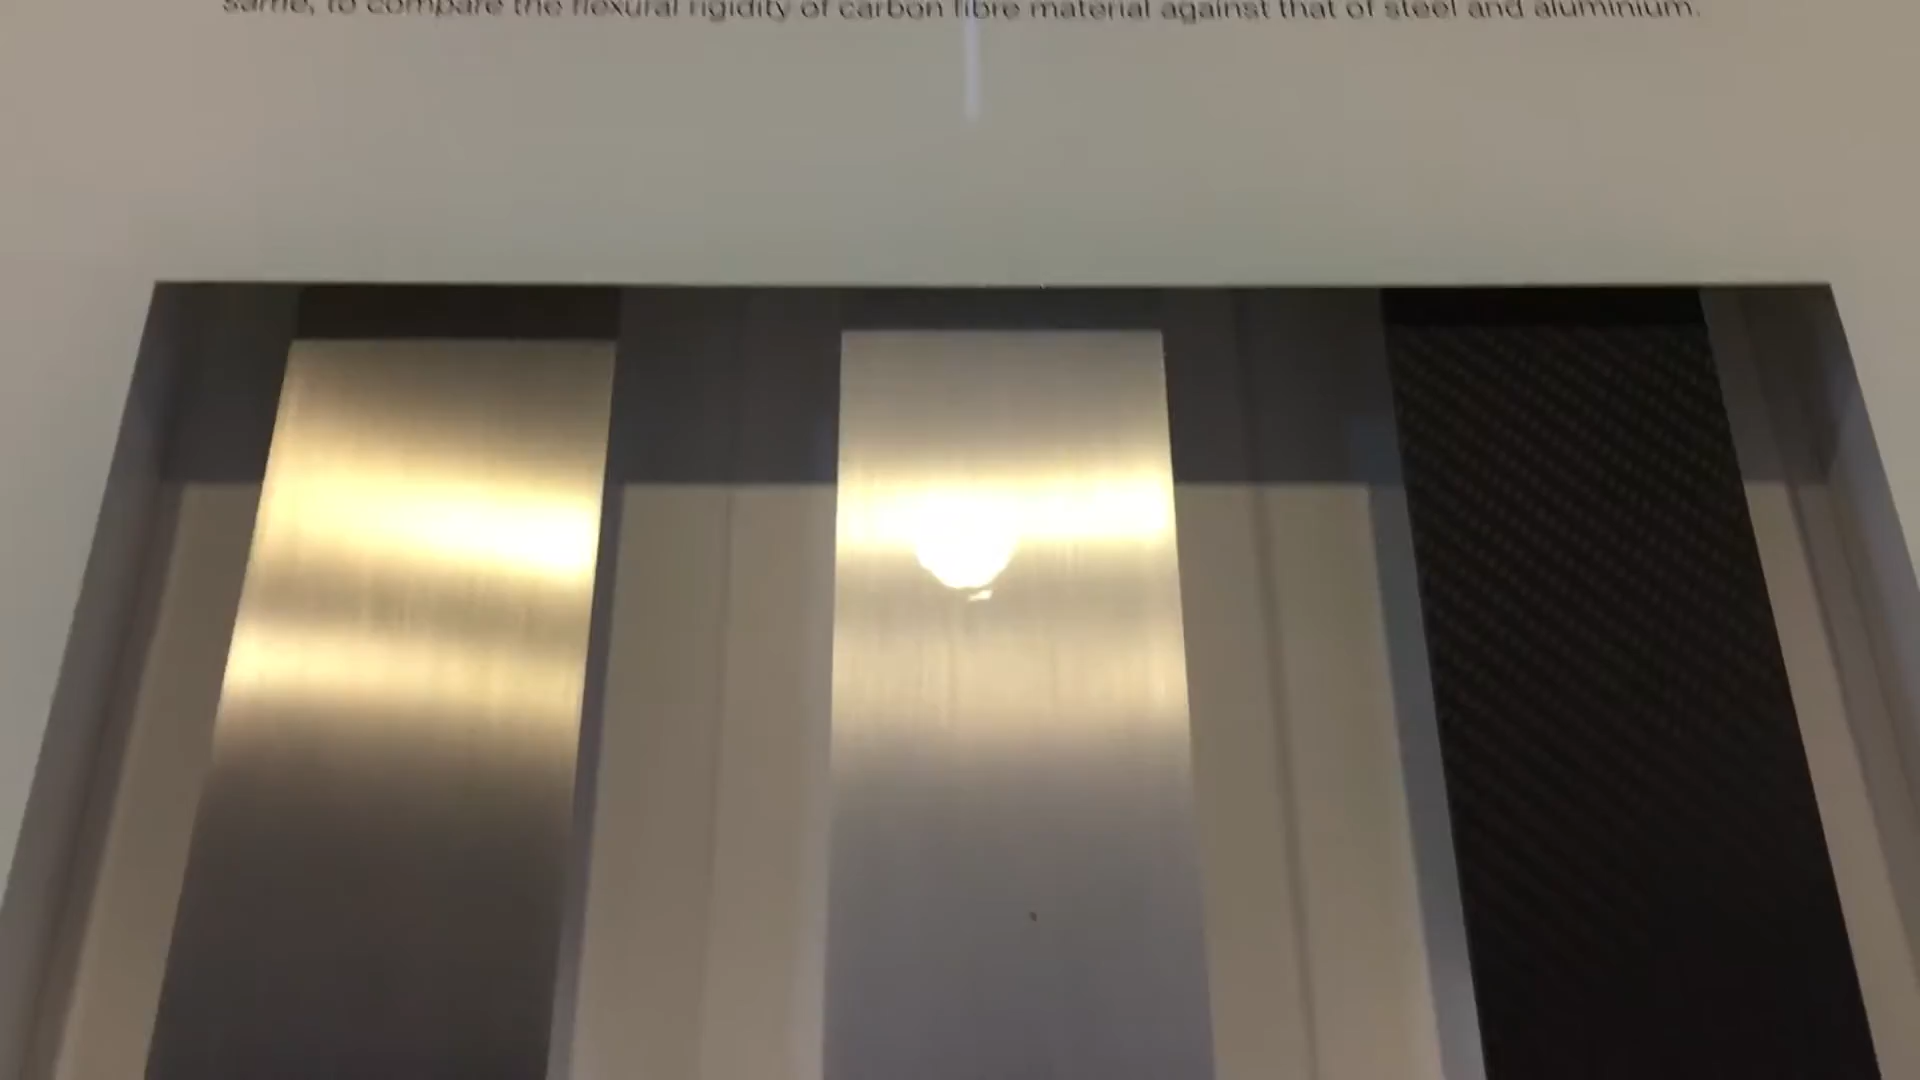 same, to compare the flexural rigidity of carbon fibre material against that of steel and aluminium.